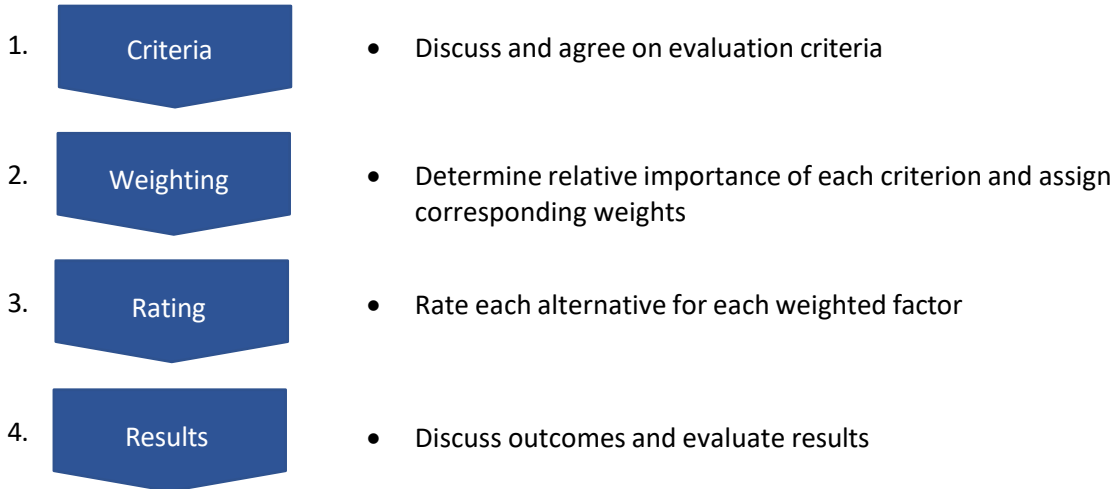 1. Criteria • Discuss and agree on evaluation criteria
2. Weighting • Determine relative importance of each criterion and assign
corresponding weights
3. Rating • Rate each alternative for each weighted factor
4. Results • Discuss outcomes and evaluate results